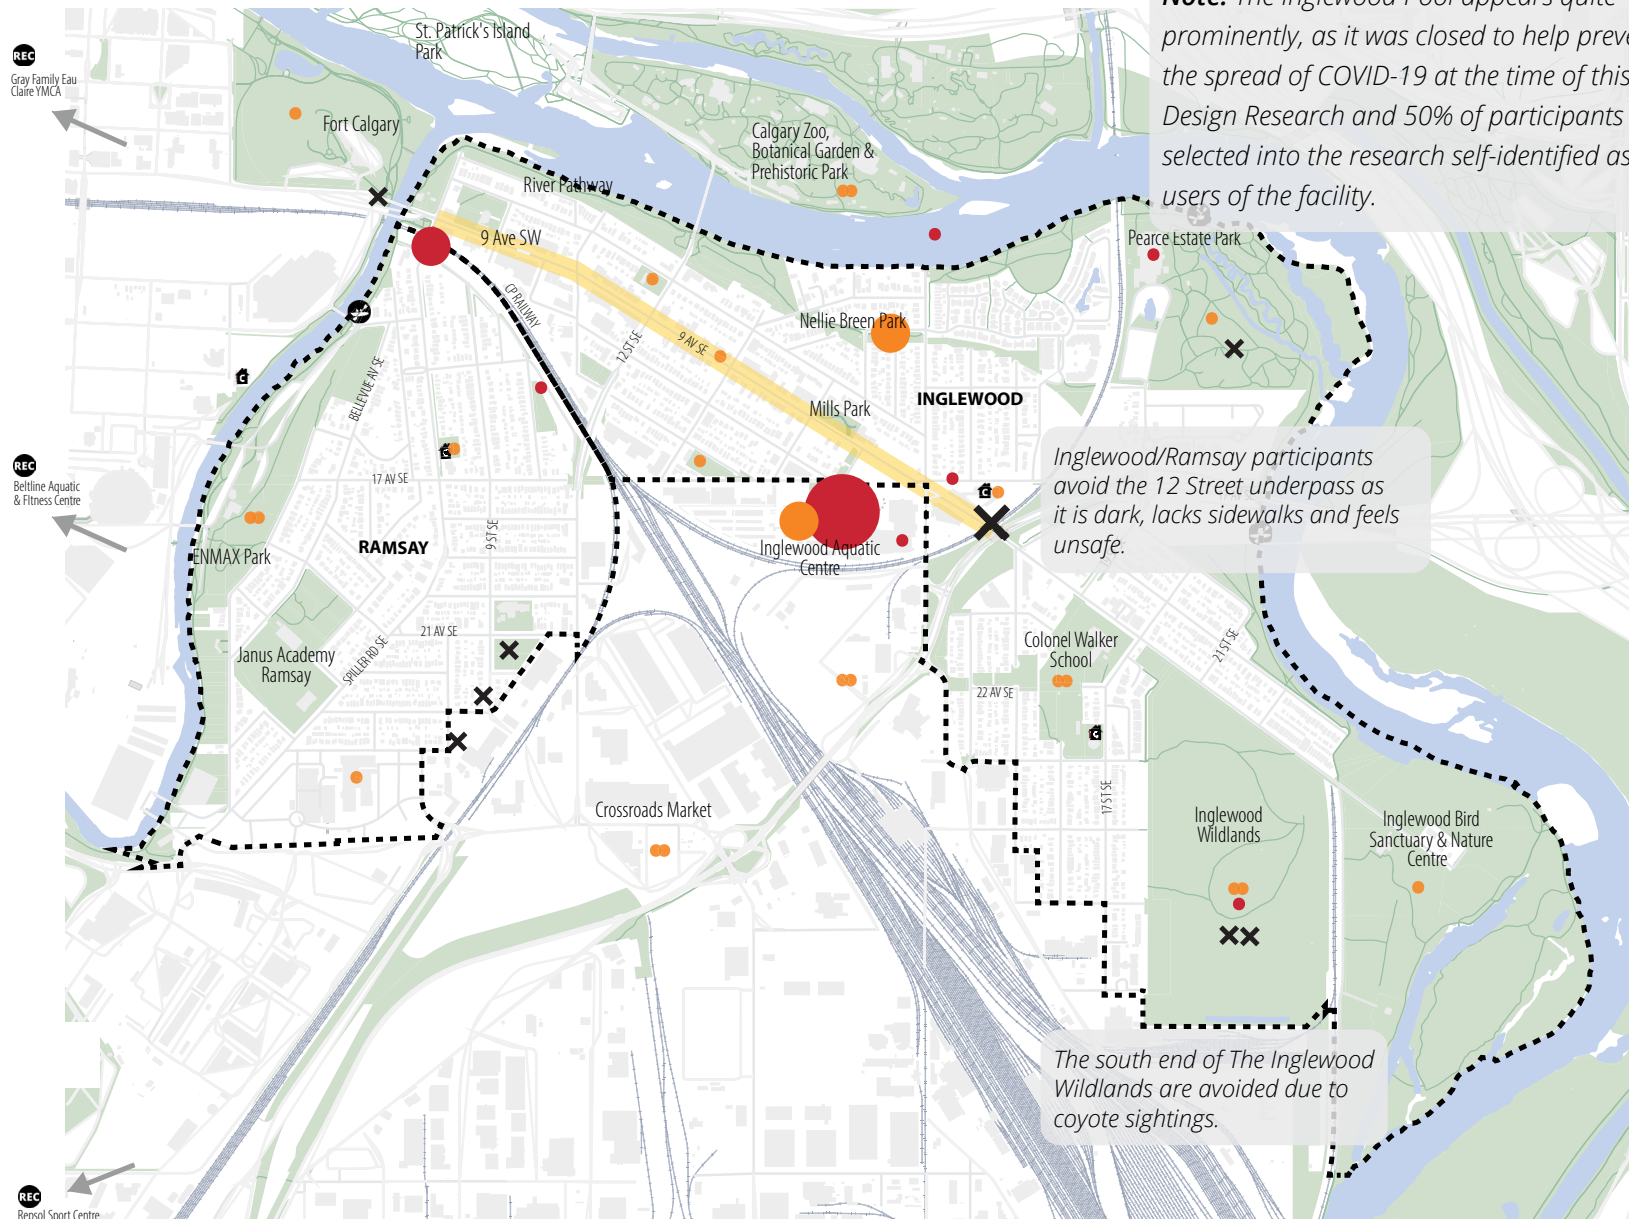 Note: The Inglewood Pool appears quite
prominently, as it was closed to help
the spread of COVID-19 at the time of this
Design Research and 50% of participants
selected into the research self-identified as
users of the facility.
St. Patrick's Island
Park
REC
Gray Family Eau
Claire YMCA
Fort Calgary
Calgary Zoo,
Botanical Garden &
Prehistoric Park
River Pathway
9 Ave SW
Pearce Estate Park
CP RAILWAY
12 ST SE
9 AV SE
Nellie Breen Park
BELLEVUE AV SE
Mills Park
INGLEWOOD
Inglewood/Ramsay participants
avoid the 12 Street underpass as
it is dark, lacks sidewalks and feels
unsafe.
REC
Beltline Aquatic
& Fitness Centre
C
C
C
C
17 AV SE
9 ST SE
RAMSAY
ENMAX Park
Inglewood Aquatic
Centre
21 AV SE
SPILLER RD SE
Janus Academy
Ramsay
Colonel Walker
School
21 ST SE
22 AV SE
17 ST SE
Crossroads Market
Inglewood
Wildlands
Inglewood Bird
Sanctuary & Nature
Centre
The south end of The Inglewood
Wildlands are avoided due to
coyote sightings.
REC
Repsol Sport Centre